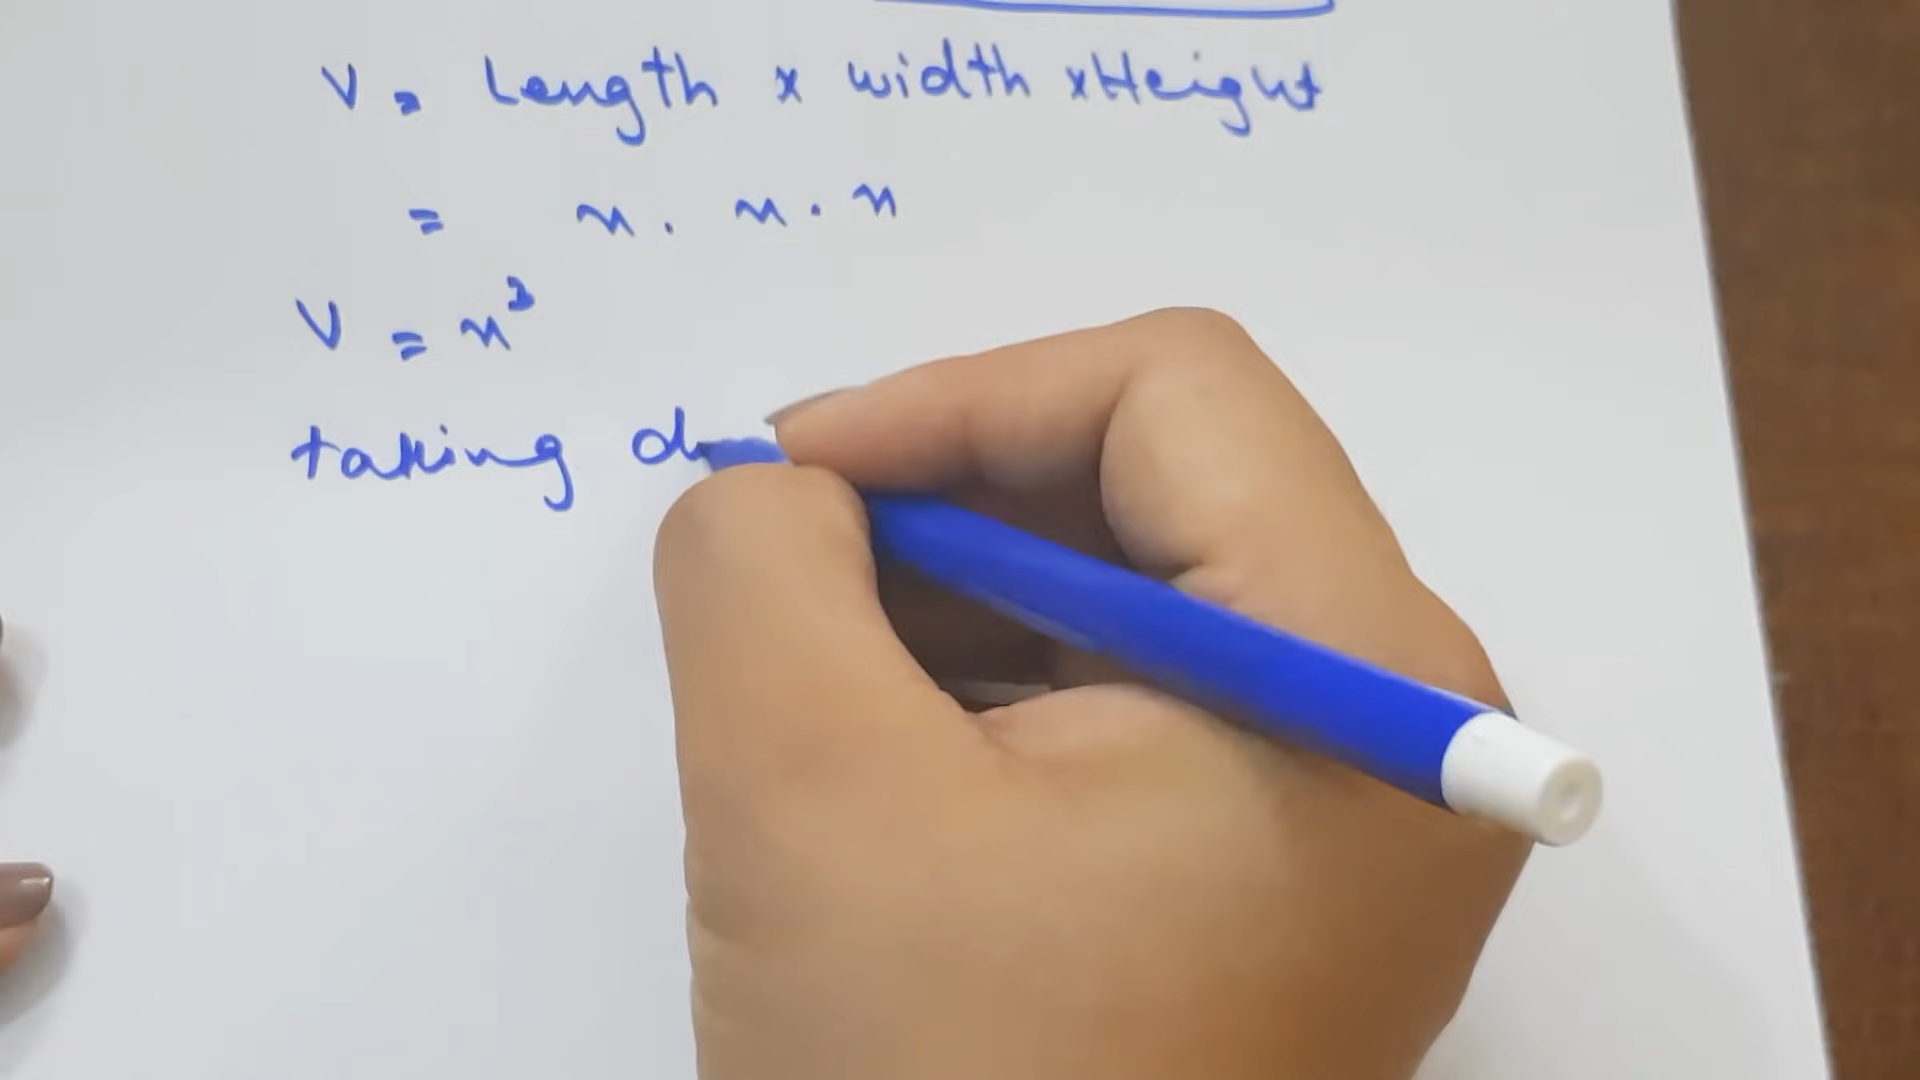 V = Length x width x Height
= x . x . x
V = x³
taking d